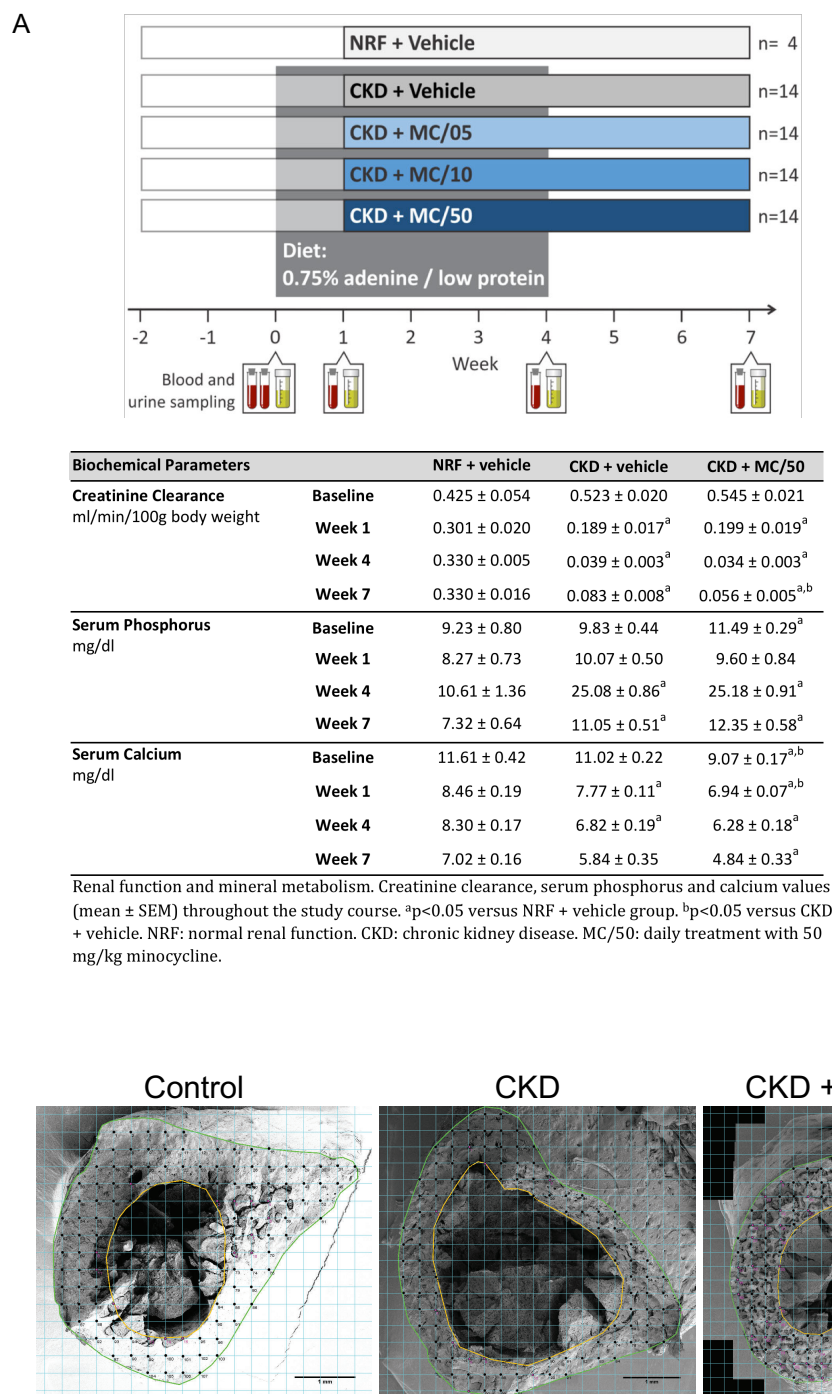 A
NRF + Vehicle
n= 4
CKD + Vehicle
n=14
CKD + MC/05
n=14
CKD + MC/10
n=14
CKD + MC/50
n=14
Diet:
0.75% adenine / low protein
-2 -1 0 1 2 3 4 5 6 7
Week
Blood and
urine sampling
Biochemical Parameters NRF + vehicle CKD + vehicle CKD + MC/50
Creatinine Clearance Baseline 0.425 ± 0.054 0.523 ± 0.020 0.545 ± 0.021
ml/min/100g body weight
Week 1 0.301 ± 0.020 0.189 ± 0.017ᵃ 0.199 ± 0.019ᵃ
Week 4 0.330 ± 0.005 0.039 ± 0.003ᵃ 0.034 ± 0.003ᵃ
Week 7 0.330 ± 0.016 0.083 ± 0.008ᵃ 0.056 ± 0.005ᵃ,ᵇ
Serum Phosphorus Baseline 9.23 ± 0.80 9.83 ± 0.44 11.49 ± 0.29ᵃ
mg/dl
Week 1 8.27 ± 0.73 10.07 ± 0.50 9.60 ± 0.84
Week 4 10.61 ± 1.36 25.08 ± 0.86ᵃ 25.18 ± 0.91ᵃ
Week 7 7.32 ± 0.64 11.05 ± 0.51ᵃ 12.35 ± 0.58ᵃ
Serum Calcium Baseline 11.61 ± 0.42 11.02 ± 0.22 9.07 ± 0.17ᵃ,ᵇ
mg/dl
Week 1 8.46 ± 0.19 7.77 ± 0.11ᵃ 6.94 ± 0.07ᵃ,ᵇ
Week 4 8.30 ± 0.17 6.82 ± 0.19ᵃ 6.28 ± 0.18ᵃ
Week 7 7.02 ± 0.16 5.84 ± 0.35 4.84 ± 0.33ᵃ
Renal function and mineral metabolism. Creatinine clearance, serum phosphorus and calcium values
(mean ± SEM) throughout the study course. ᵃp<0.05 versus NRF + vehicle group. ᵇp<0.05 versus CKD
+ vehicle. NRF: normal renal function. CKD: chronic kidney disease. MC/50: daily treatment with 50
mg/kg minocycline.
Control
CKD
CKD +
1 mm
1 mm